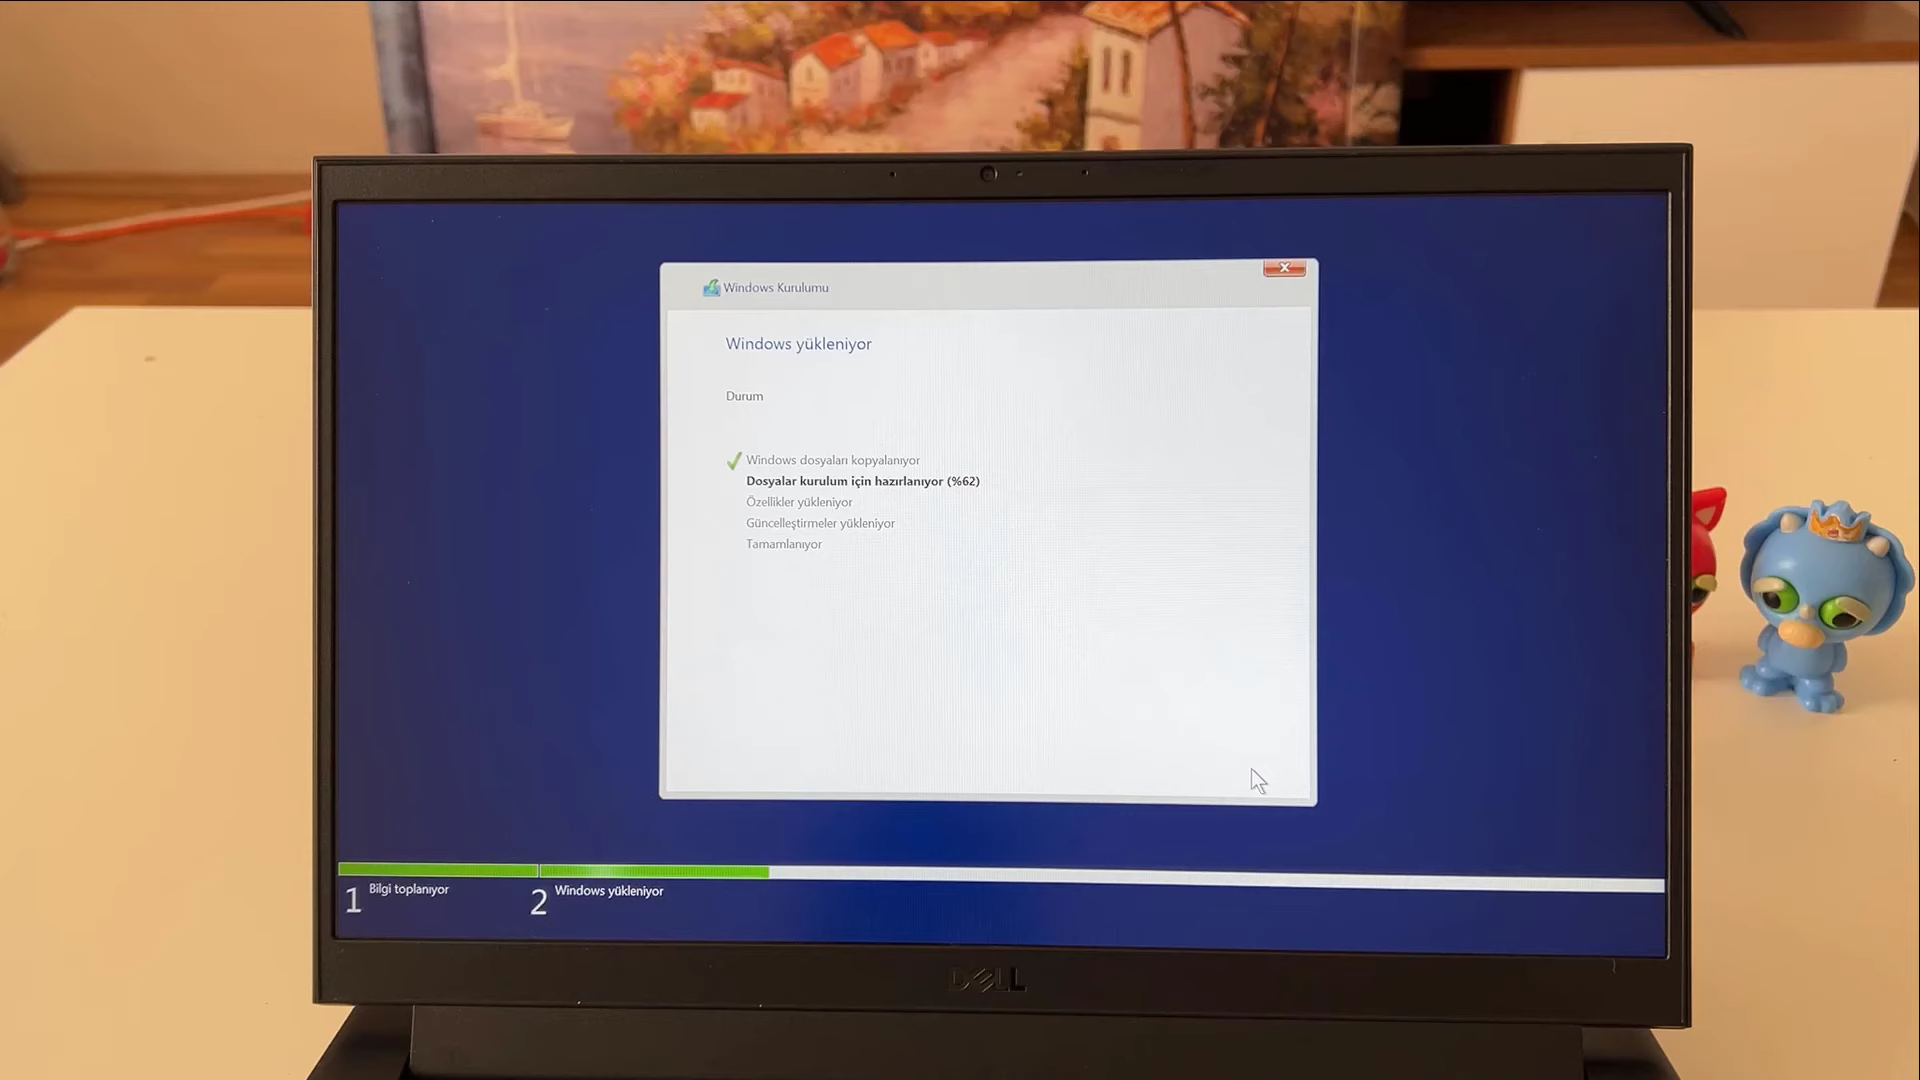 Windows Kurulumu
Windows yükleniyor
Durum
Windows dosyaları kopyalanıyor
Dosyalar kurulum için hazırlanıyor (%62)
Özellikler yükleniyor
Güncelleştirmeler yükleniyor
Tamamlanıyor
1 Bilgi toplanıyor
2 Windows yükleniyor
DELL